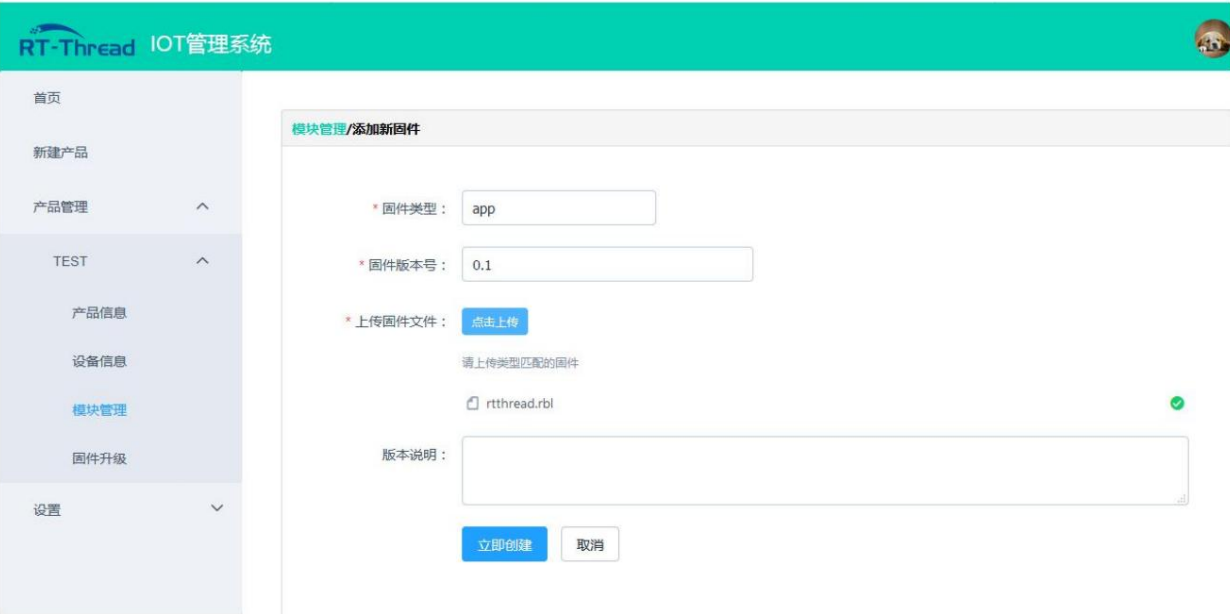 RT-Thread IOT管理系统
首页
新建产品
产品管理
TEST
产品信息
设备信息
模块管理
固件升级
设置
模块管理/添加新固件
* 固件类型： app
* 固件版本号： 0.1
* 上传固件文件： 点击上传
请上传类型匹配的固件
rtthread.rbl
版本说明：
立即创建 取消